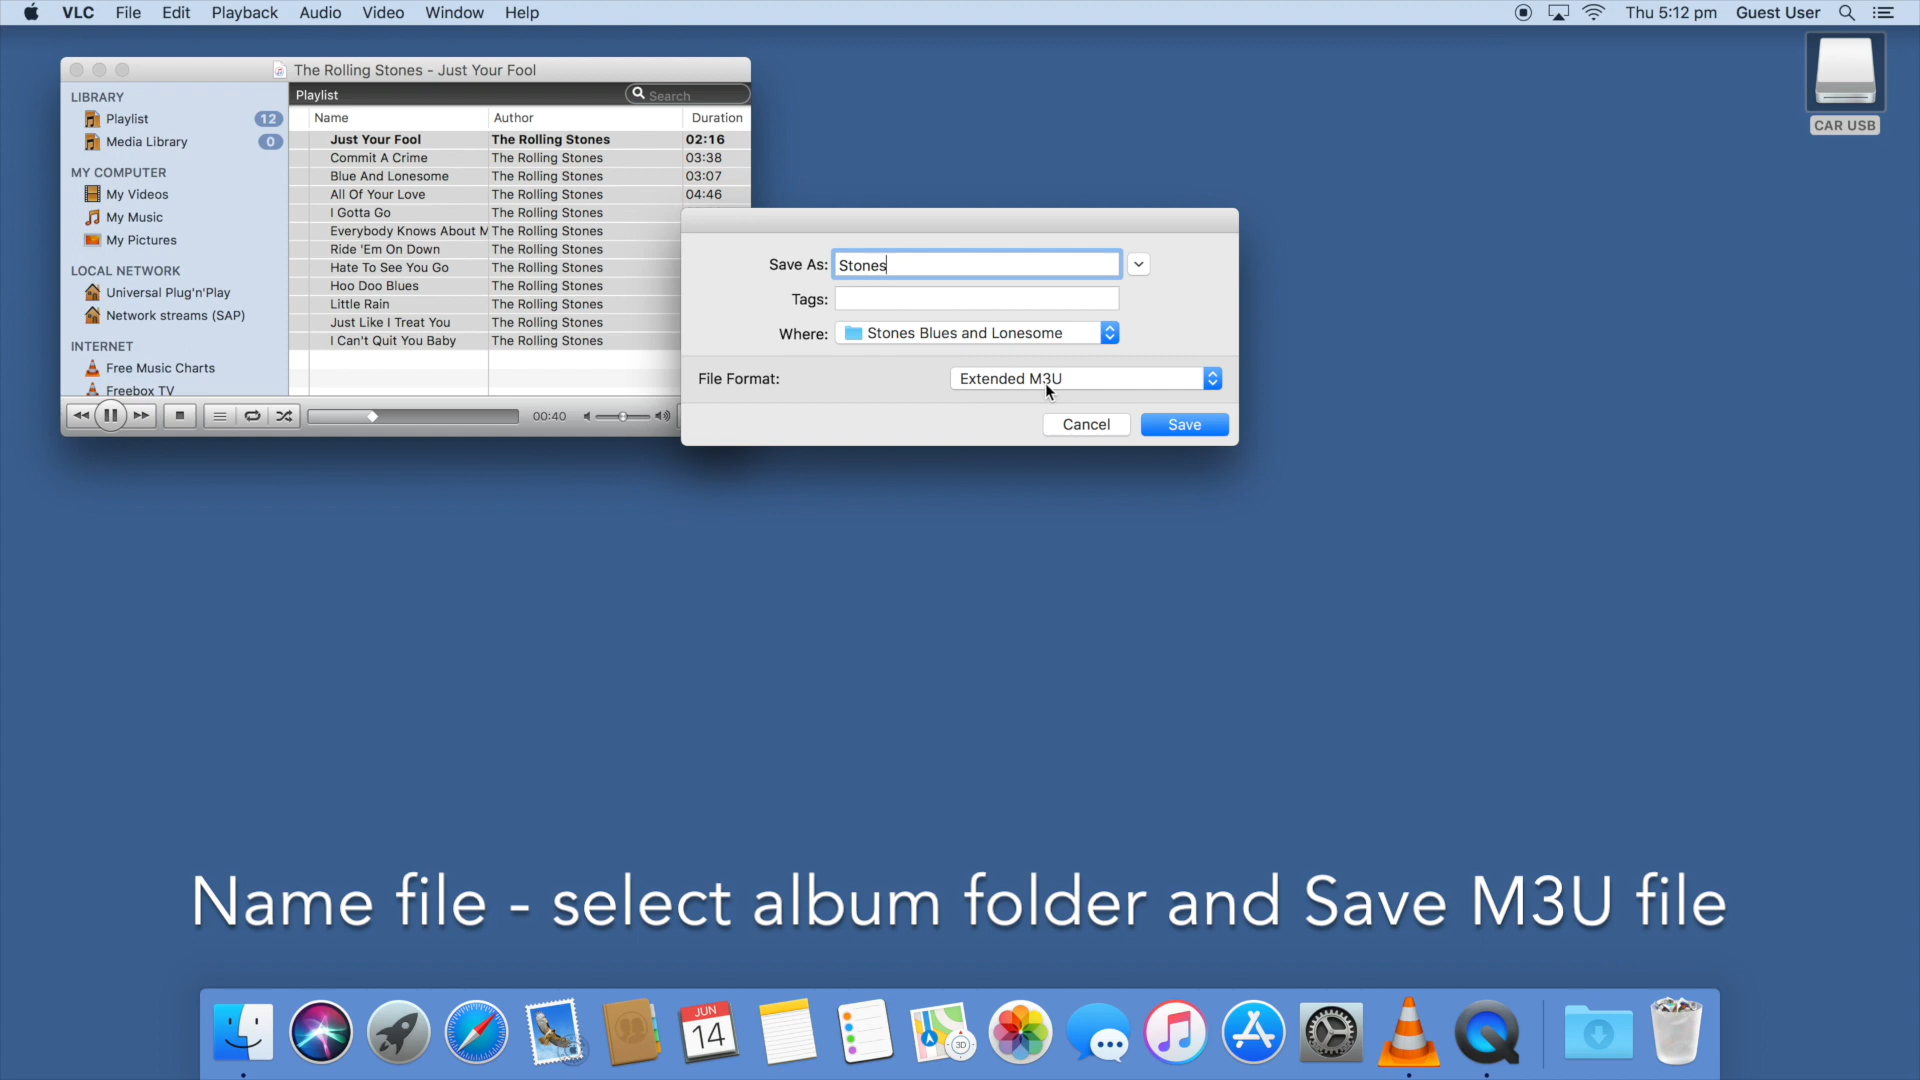 VLC File Edit Playback Audio Video Window Help Thu 5:12 pm Guest User
CAR USB
The Rolling Stones - Just Your Fool
LIBRARY
Playlist 12
Media Library 0
MY COMPUTER
My Videos
My Music
My Pictures
LOCAL NETWORK
Universal Plug'n'Play
Network streams (SAP)
INTERNET
Free Music Charts
Freebox TV
Playlist Search
Name Author Duration
Just Your Fool The Rolling Stones 02:16
Commit A Crime The Rolling Stones 03:38
Blue And Lonesome The Rolling Stones 03:07
All Of Your Love The Rolling Stones 04:46
I Gotta Go The Rolling Stones
Everybody Knows About M The Rolling Stones
Ride 'Em On Down The Rolling Stones
Hate To See You Go The Rolling Stones
Hoo Doo Blues The Rolling Stones
Little Rain The Rolling Stones
Just Like I Treat You The Rolling Stones
I Can't Quit You Baby The Rolling Stones
00:40
Save As: Stones
Tags:
Where: Stones Blues and Lonesome
File Format: Extended M3U
Cancel Save
Name file - select album folder and Save M3U file
JUN
14
3D